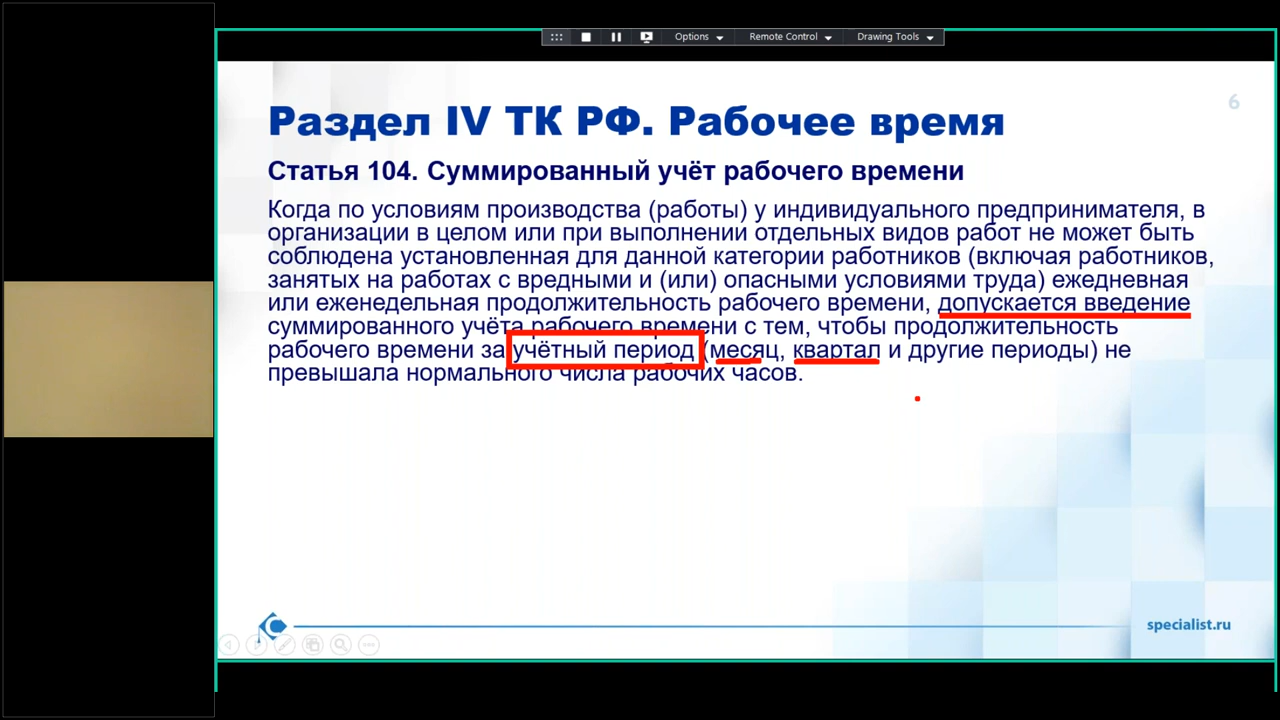 Options
Remote Control
Drawing Tools
6
Раздел IV ТК РФ. Рабочее время
Статья 104. Суммированный учёт рабочего времени
Когда по условиям производства (работы) у индивидуального предпринимателя, в
организации в целом или при выполнении отдельных видов работ не может быть
соблюдена установленная для данной категории работников (включая работников,
занятых на работах с вредными и (или) опасными условиями труда) ежедневная
или еженедельная продолжительность рабочего времени, допускается введение
суммированного учёта рабочего времени с тем, чтобы продолжительность
рабочего времени за учётный период (месяц, квартал и другие периоды) не
превышала нормального числа рабочих часов.
specialist.ru